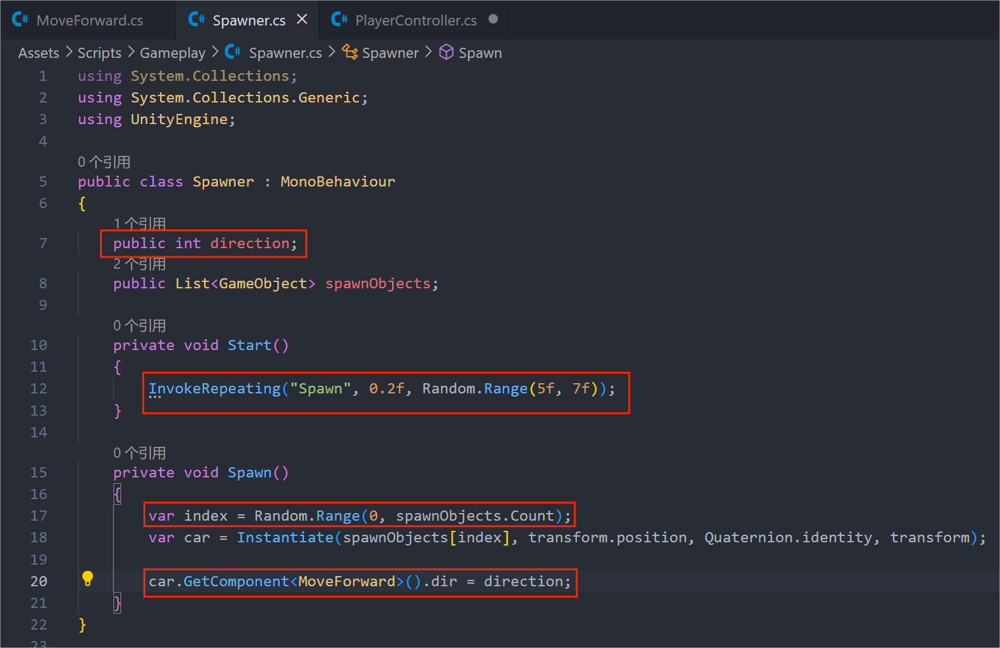 MoveForward.cs Spawner.cs PlayerController.cs
Assets > Scripts > Gameplay > Spawner.cs > Spawner > Spawn
1 using System.Collections;
2 using System.Collections.Generic;
3 using UnityEngine;
4
0 个引用
5 public class Spawner : MonoBehaviour
6 {
1 个引用
7 public int direction;
2 个引用
8 public List<GameObject> spawnObjects;
9
0 个引用
10 private void Start()
11 {
12 InvokeRepeating("Spawn", 0.2f, Random.Range(5f, 7f));
13 }
14
0 个引用
15 private void Spawn()
16 {
17 var index = Random.Range(0, spawnObjects.Count);
18 var car = Instantiate(spawnObjects[index], transform.position, Quaternion.identity, transform);
19
20 car.GetComponent<MoveForward>().dir = direction;
21 }
22 }
23